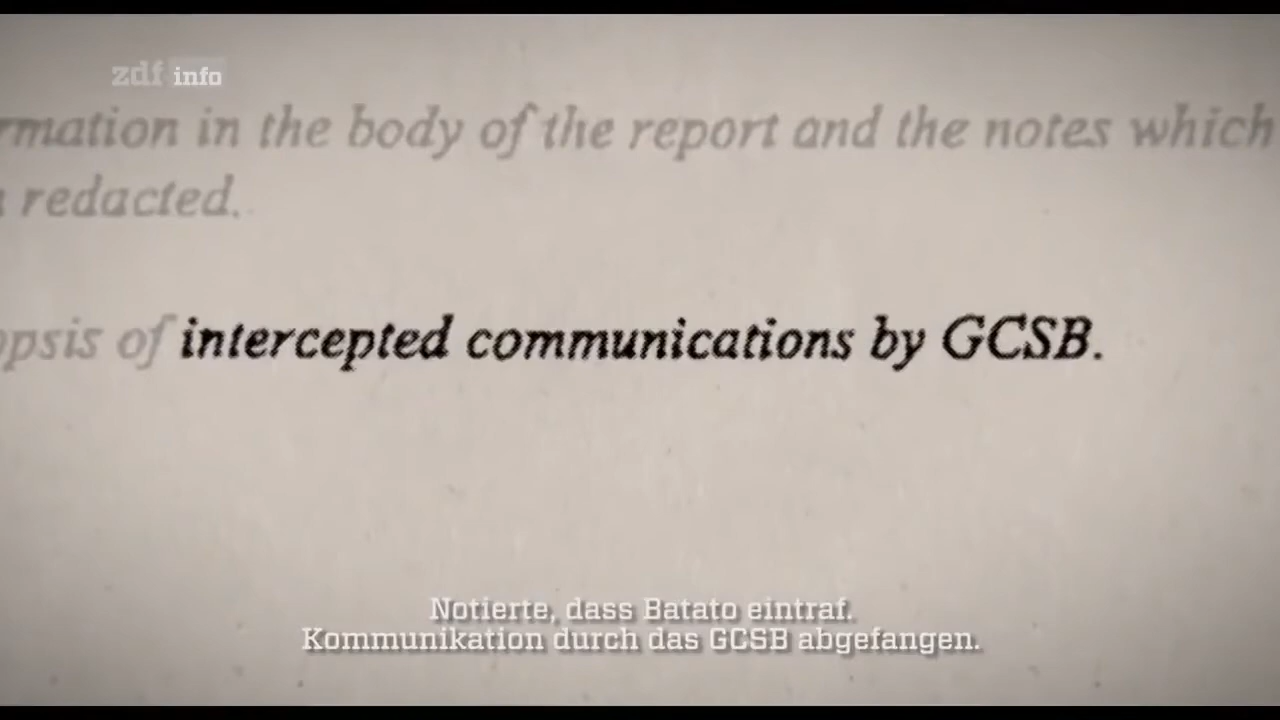 zdf info
rmation in the body of the report and the notes which
redacted.
opsis of intercepted communications by GCSB.
Notierte, dass Batato eintraf.
Kommunikation durch das GCSB abgefangen.